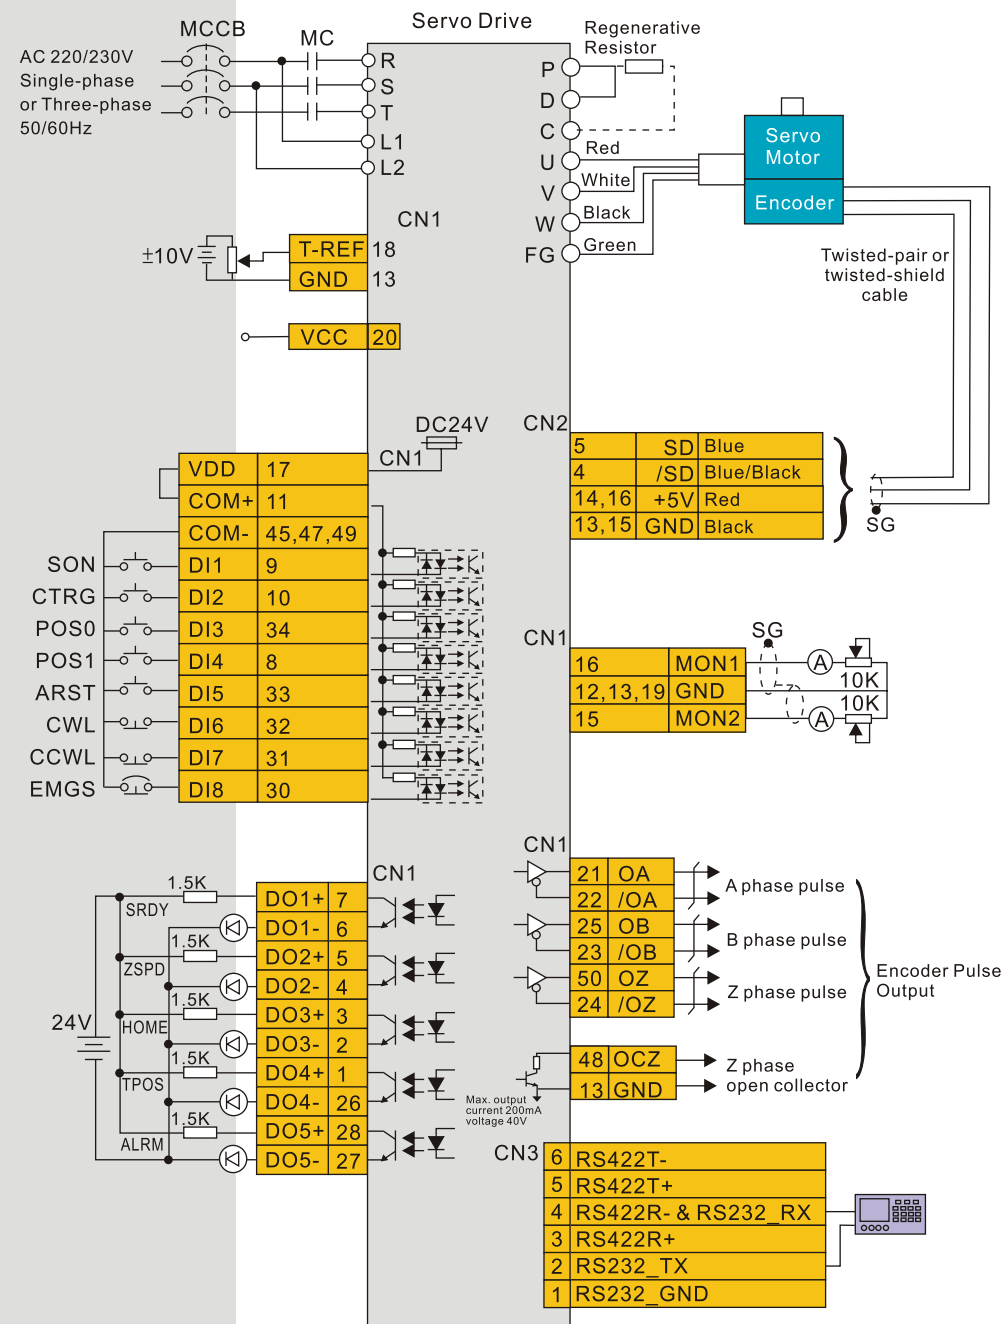 Servo Drive
MCCB
MC
AC 220/230V
Single-phase
or Three-phase
50/60Hz
R
S
T
L1
L2
Regenerative
Resistor
P
D
C
U
V
W
FG
Red
White
Black
Green
Servo
Motor
Encoder
Twisted-pair or
twisted-shield
cable
CN1
±10V
T-REF 18
GND 13
VCC 20
DC24V
CN1
VDD 17
COM+ 11
COM- 45,47,49
SON DI1 9
CTRG DI2 10
POS0 DI3 34
POS1 DI4 8
ARST DI5 33
CWL DI6 32
CCWL DI7 31
EMGS DI8 30
CN2
5 SD Blue
4 /SD Blue/Black
14,16 +5V Red
13,15 GND Black
SG
CN1
SG
16 MON1
12,13,19 GND
15 MON2
A
10K
10K
A
CN1
24V
1.5K
SRDY
DO1+ 7
DO1- 6
1.5K
ZSPD
DO2+ 5
DO2- 4
1.5K
HOME
DO3+ 3
DO3- 2
1.5K
TPOS
DO4+ 1
DO4- 26
1.5K
ALRM
DO5+ 28
DO5- 27
CN1
21 OA
22 /OA
A phase pulse
25 OB
23 /OB
B phase pulse
50 OZ
24 /OZ
Z phase pulse
48 OCZ
13 GND
Z phase
open collector
Encoder Pulse
Output
Max. output
current 200mA
voltage 40V
CN3
6 RS422T-
5 RS422T+
4 RS422R- & RS232_RX
3 RS422R+
2 RS232_TX
1 RS232_GND